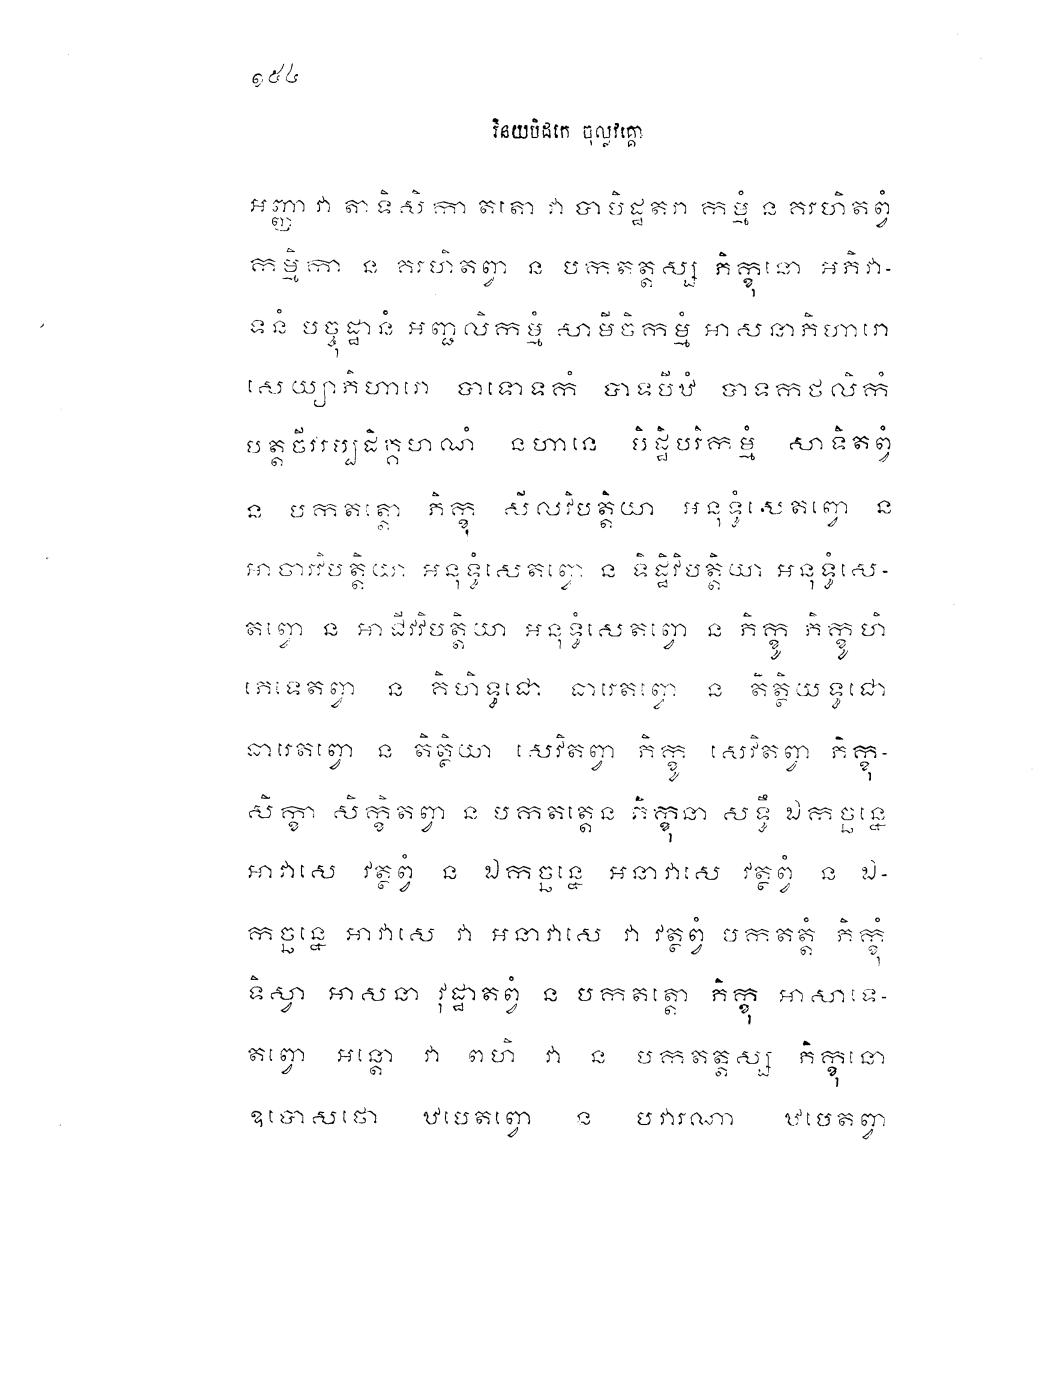 ១៥៤
វិនយបិដកេ ចុល្លវគ្គោ
អញ្ញា វា តាទិសិកា តតោ វា បាបិដ្ឋតរា កម្មំ ន គរហិតព្វំ
កម្មិកា ន គរហិតព្វា ន បកតត្តស្ស ភិក្ខុនោ អភិវា-
ទនំ បច្ចុដ្ឋានំ អញ្ជលិកម្មំ សាមីចិកម្មំ អាសនាភិហារោ
សេយ្យាភិហារោ បាទោទកំ បាទបីឋំ បាទកថលិកំ
បត្តចីវរប្បដិគ្គហណំ នហានេ បិដ្ឋិបរិកម្មំ សាទិតព្វំ
ន បកតត្តោ ភិក្ខុ សីលវិបត្តិយា អនុទ្ធំសេតព្វោ ន
អាចារវិបត្តិយា អនុទ្ធំសេតព្វោ ន ទិដ្ឋិវិបត្តិយា អនុទ្ធំសេ-
តព្វោ ន អាជីវវិបត្តិយា អនុទ្ធំសេតព្វោ ន ភិក្ខូ ភិក្ខូហិ
ភេទេតព្វា ន គិហិទ្ធជោ ធារេតព្វោ ន តិត្ថិយទ្ធជោ
ធារេតព្វោ ន តិត្ថិយា សេវិតព្វា ភិក្ខូ សេវិតព្វា ភិក្ខុ-
សិក្ខា សិក្ខិតព្វា ន បកតត្តេន ភិក្ខុនា សទ្ធឹ ឯកច្ឆន្នេ
អាវាសេ វត្ថព្វំ ន ឯកច្ឆន្នេ អនាវាសេ វត្ថព្វំ ន ឯ-
កច្ឆន្នេ អាវាសេ វា អនាវាសេ វា វត្ថព្វំ បកតត្តំ ភិក្ខុំ
ទិស្វា អាសនា វុដ្ឋាតព្វំ ន បកតត្តោ ភិក្ខុ អាសាទេ-
តព្វោ អន្តោ វា ពហិ វា ន បកតត្តស្ស ភិក្ខុនោ
ឧបោសថោ ឋបេតព្វោ ន បវារណា ឋបេតព្វា